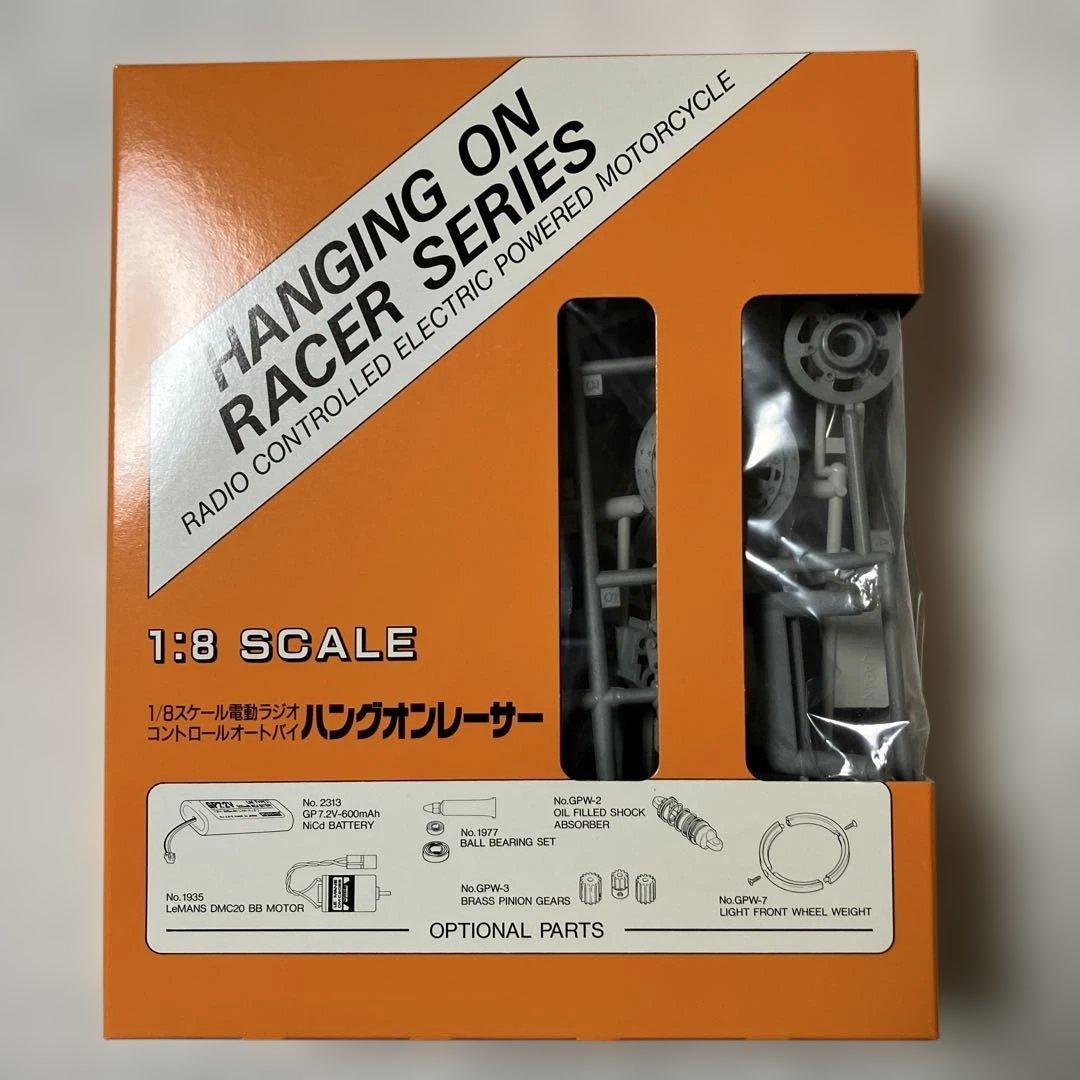 HANGING ON
RACER SERIES
RADIO CONTROLLED ELECTRIC POWERED MOTORCYCLE
1:8 SCALE
1/8スケール電動ラジオ
コントロールオートバイ
ハングオンレーサー
GP7.2V
No. 2313
GP 7.2V-600mAh
NiCd BATTERY
No.1935
LeMANS DMC20 BB MOTOR
No.1977
BALL BEARING SET
No.GPW-2
OIL FILLED SHOCK
ABSORBER
No.GPW-3
BRASS PINION GEARS
No.GPW-7
LIGHT FRONT WHEEL WEIGHT
OPTIONAL PARTS